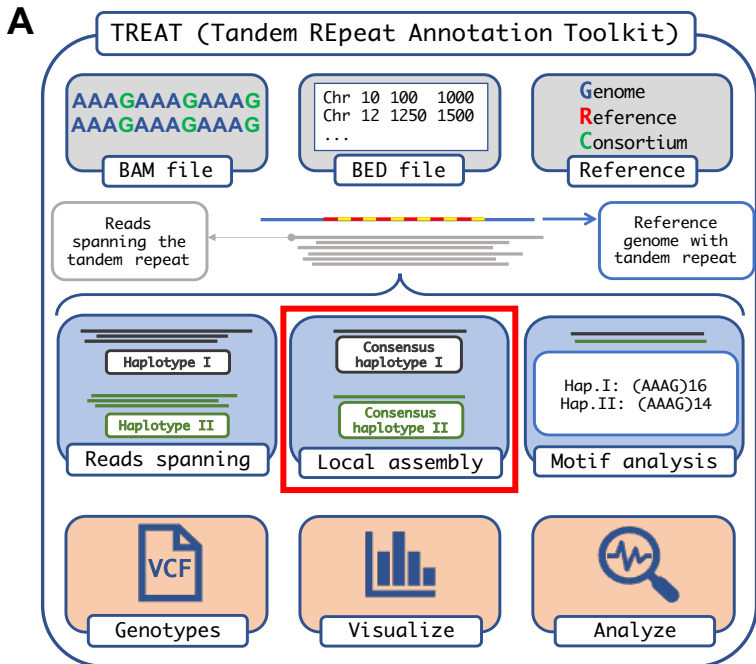 A
TREAT (Tandem REpeat Annotation Toolkit)
AAAGAAAGAAAG
AAAGAAAGAAAG
BAM file
Chr 10 100 1000
Chr 12 1250 1500
...
BED file
Genome
Reference
Consortium
Reference
Reads
spanning the
tandem repeat
Reference
genome with
tandem repeat
Haplotype I
Haplotype II
Reads spanning
Consensus
haplotype I
Consensus
haplotype II
Local assembly
Hap.I: (AAAG)16
Hap.II: (AAAG)14
Motif analysis
VCF
Genotypes
Visualize
Analyze